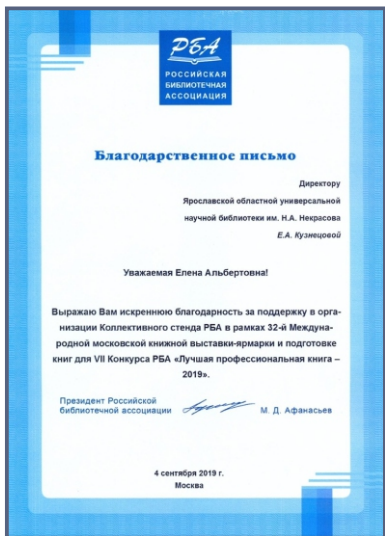 РБА
РОССИЙСКАЯ
БИБЛИОТЕЧНАЯ
АССОЦИАЦИЯ
Благодарственное письмо
Директору
Ярославской областной универсальной
научной библиотеки им. Н.А. Некрасова
Е.А. Кузнецовой
Уважаемая Елена Альбертовна!
Выражаю Вам искреннюю благодарность за поддержку в орга-
низации Коллективного стенда РБА в рамках 32-й Междуна-
родной московской книжной выставки-ярмарки и подготовке
книг для VII Конкурса РБА «Лучшая профессиональная книга –
2019».
Президент Российской
библиотечной ассоциации М. Д. Афанасьев
4 сентября 2019 г.
Москва